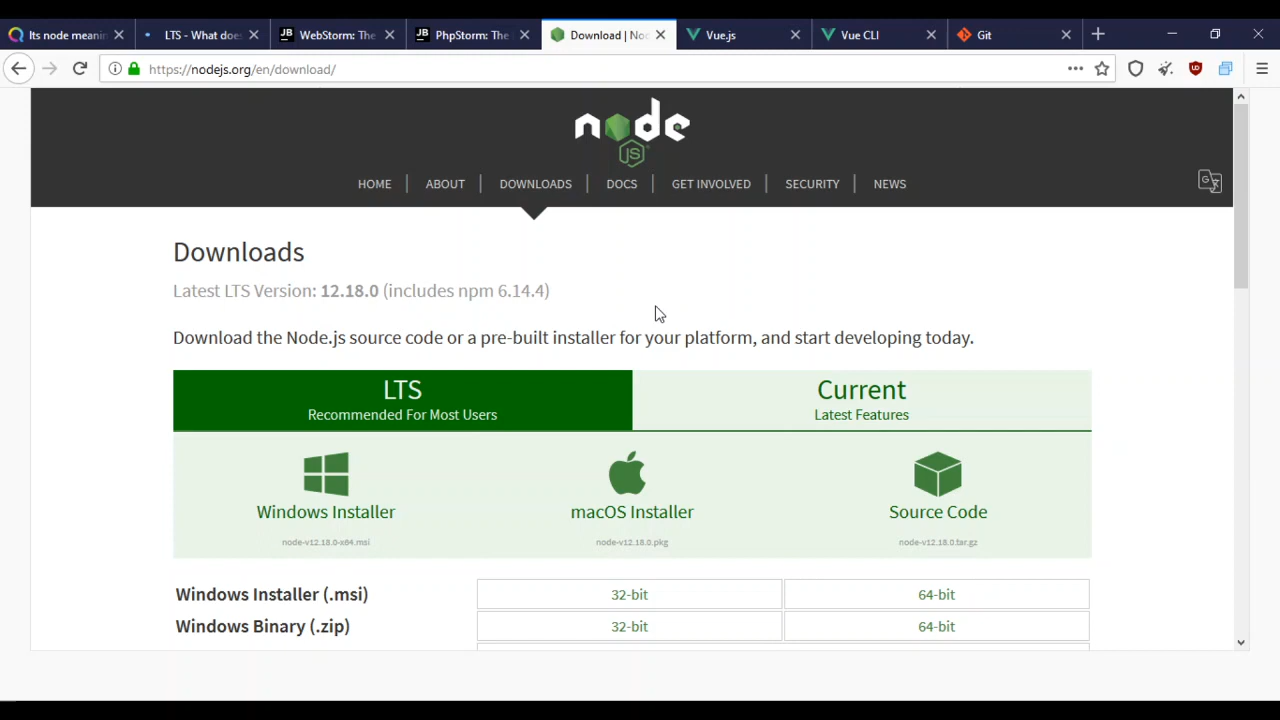 Its node meanin
LTS - What does
JB WebStorm: The
JB PhpStorm: The
Download | No
Vue.js
Vue CLI
Git
https://nodejs.org/en/download/
node
JS
HOME
ABOUT
DOWNLOADS
DOCS
GET INVOLVED
SECURITY
NEWS
Downloads
Latest LTS Version: 12.18.0 (includes npm 6.14.4)
Download the Node.js source code or a pre-built installer for your platform, and start developing today.
LTS
Recommended For Most Users
Current
Latest Features
Windows Installer
macOS Installer
Source Code
node-v12.18.0-x64.msi
node-v12.18.0.pkg
node-v12.18.0.tar.gz
Windows Installer (.msi)
32-bit
64-bit
Windows Binary (.zip)
32-bit
64-bit